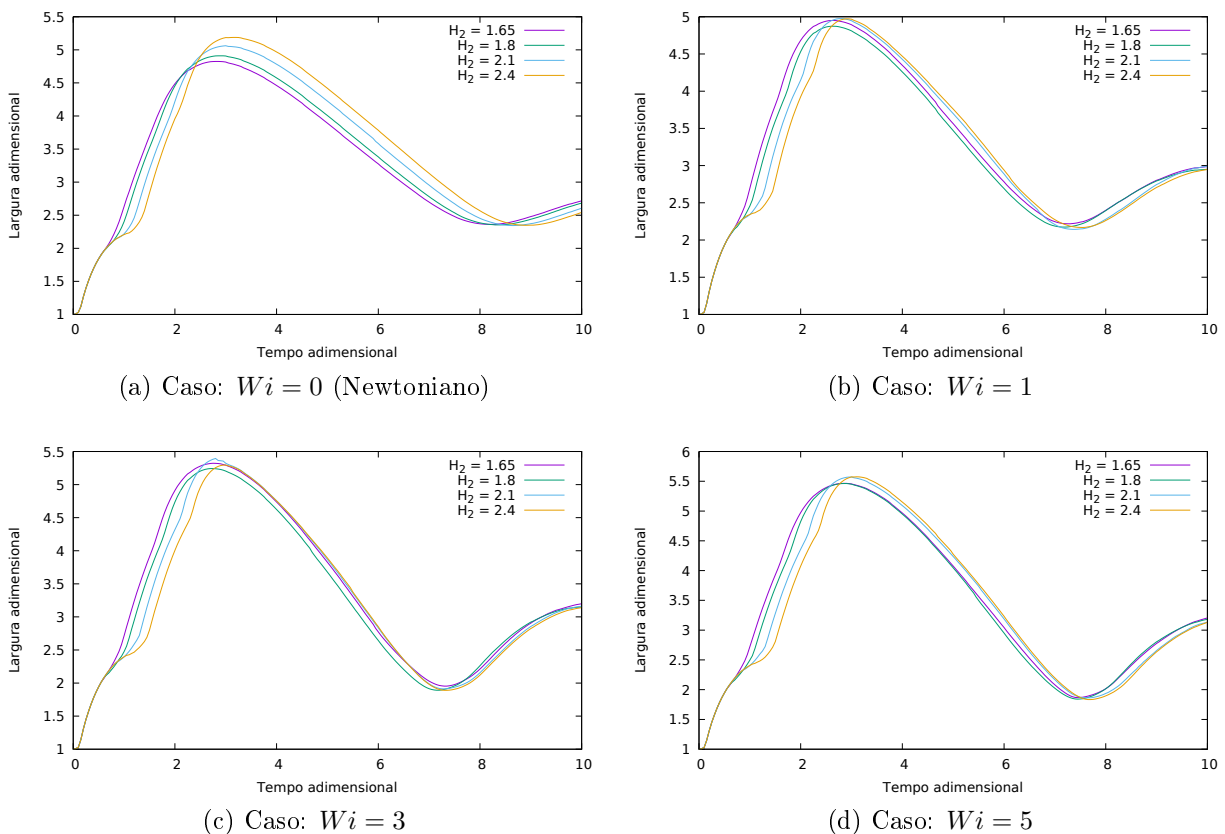 5.5
5
4.5
4
3.5
3
2.5
2
1.5
1
0 2 4 6 8 10
Largura adimensional
Tempo adimensional
H₂ = 1.65
H₂ = 1.8
H₂ = 2.1
H₂ = 2.4
(a) Caso: Wi = 0 (Newtoniano)
5
4.5
4
3.5
3
2.5
2
1.5
1
0 2 4 6 8 10
Largura adimensional
Tempo adimensional
H₂ = 1.65
H₂ = 1.8
H₂ = 2.1
H₂ = 2.4
(b) Caso: Wi = 1
5.5
5
4.5
4
3.5
3
2.5
2
1.5
1
0 2 4 6 8 10
Largura adimensional
Tempo adimensional
H₂ = 1.65
H₂ = 1.8
H₂ = 2.1
H₂ = 2.4
(c) Caso: Wi = 3
6
5.5
5
4.5
4
3.5
3
2.5
2
1.5
1
0 2 4 6 8 10
Largura adimensional
Tempo adimensional
H₂ = 1.65
H₂ = 1.8
H₂ = 2.1
H₂ = 2.4
(d) Caso: Wi = 5